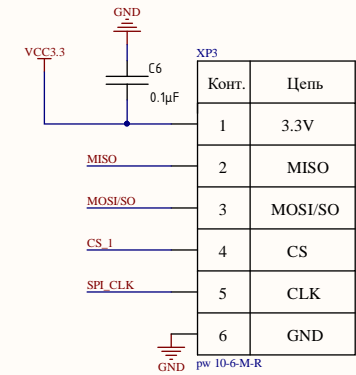 GND
VCC3.3
C6
0.1µF
XP3
Конт. Цепь
1 3.3V
MISO 2 MISO
MOSI/SO 3 MOSI/SO
CS_1 4 CS
SPI_CLK 5 CLK
6 GND
GND pw 10-6-M-R